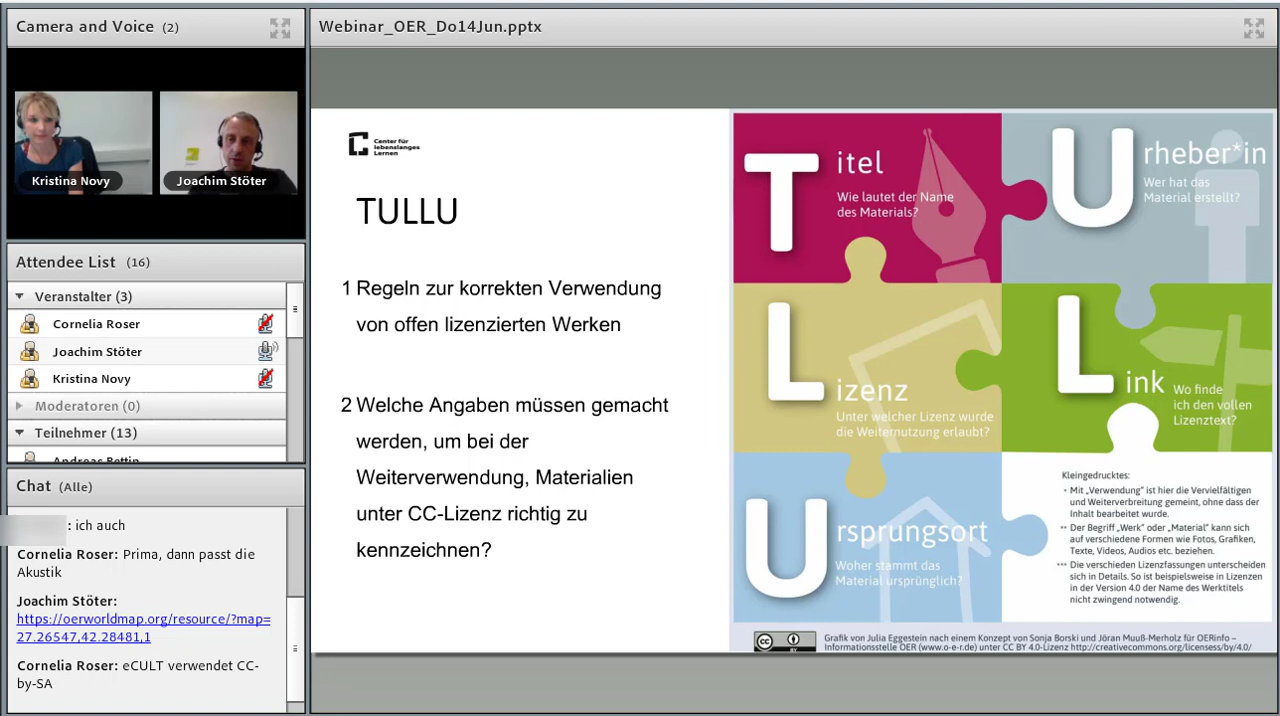 Camera and Voice (2)
Kristina Novy
Joachim Stöter
Attendee List (16)
Veranstalter (3)
Cornelia Roser
Joachim Stöter
Kristina Novy
Moderatoren (0)
Teilnehmer (13)
Andreas Bettin
Chat (Alle)
: ich auch
Cornelia Roser: Prima, dann passt die
Akustik
Joachim Stöter:
https://oerworldmap.org/resource/?map=
27.26547,42.28481,1
Cornelia Roser: eCULT verwendet CC-
by-SA
Webinar_OER_Do14Jun.pptx
Center für
lebenslanges
Lernen
TULLU
1 Regeln zur korrekten Verwendung
von offen lizenzierten Werken
2 Welche Angaben müssen gemacht
werden, um bei der
Weiterverwendung, Materialien
unter CC-Lizenz richtig zu
kennzeichnen?
Titel
Wie lautet der Name
des Materials?
Urheber*in
Wer hat das
Material erstellt?
Lizenz
Unter welcher Lizenz wurde
die Weiternutzung erlaubt?
Link
Wo finde
ich den vollen
Lizenztext?
Ursprungsort
Woher stammt das
Material ursprünglich?
Kleingedrucktes:
* Mit „Verwendung" ist hier die Vervielfältigen
und Weiterverbreitung gemeint, ohne dass der
Inhalt bearbeitet wurde.
** Der Begriff „Werk" oder „Material" kann sich
auf verschiedene Formen wie Fotos, Grafiken,
Texte, Videos, Audios etc. beziehen.
*** Die verschieden Lizenzfassungen unterscheiden
sich in Details. So ist beispielsweise in Lizenzen
in der Version 4.0 der Name des Werktitels
nicht zwingend notwendig.
cc BY
Grafik von Julia Eggestein nach einem Konzept von Sonja Borski und Jöran Muuß-Merholz für OERinfo –
Informationsstelle OER (www.o-e-r.de) unter CC BY 4.0-Lizenz http://creativecommons.org/licensess/by/4.0/